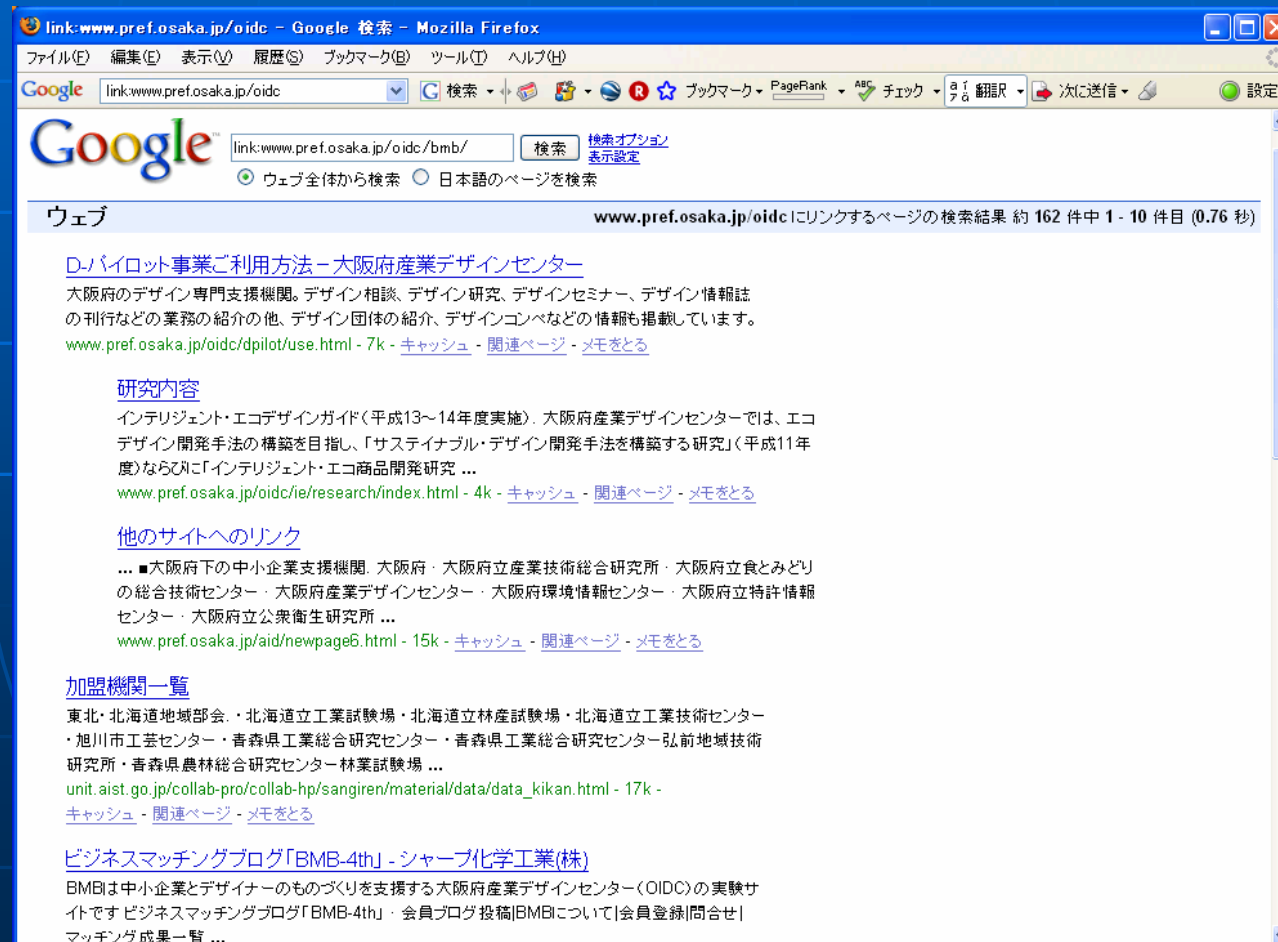 link:www.pref.osaka.jp/oidc - Google 検索 - Mozilla Firefox
ファイル(F) 編集(E) 表示(V) 履歴(S) ブックマーク(B) ツール(T) ヘルプ(H)
Google link:www.pref.osaka.jp/oidc G 検索 R ブックマーク PageRank ABC チェック 翻訳 次に送信 設定
Google™ link:www.pref.osaka.jp/oidc/bmb/ 検索 検索オプション
表示設定
ウェブ全体から検索 日本語のページを検索
ウェブ www.pref.osaka.jp/oidcにリンクするページの検索結果 約 162 件中 1 - 10 件目 (0.76 秒)
D-パイロット事業ご利用方法－大阪府産業デザインセンター
大阪府のデザイン専門支援機関。デザイン相談、デザイン研究、デザインセミナー、デザイン情報誌
の刊行などの業務の紹介の他、デザイン団体の紹介、デザインコンペなどの情報も掲載しています。
www.pref.osaka.jp/oidc/dpilot/use.html - 7k - キャッシュ - 関連ページ - メモをとる
研究内容
インテリジェント・エコデザインガイド（平成13～14年度実施）. 大阪府産業デザインセンターでは、エコ
デザイン開発手法の構築を目指し、「サステイナブル・デザイン開発手法を構築する研究」（平成11年
度）ならびに「インテリジェント・エコ商品開発研究 ...
www.pref.osaka.jp/oidc/ie/research/index.html - 4k - キャッシュ - 関連ページ - メモをとる
他のサイトへのリンク
... ■大阪府下の中小企業支援機関. 大阪府 · 大阪府立産業技術総合研究所 · 大阪府立食とみどり
の総合技術センター · 大阪府産業デザインセンター · 大阪府環境情報センター · 大阪府立特許情報
センター · 大阪府立公衆衛生研究所 ...
www.pref.osaka.jp/aid/newpage6.html - 15k - キャッシュ - 関連ページ - メモをとる
加盟機関一覧
東北・北海道地域部会. ・北海道立工業試験場・北海道立林産試験場・北海道立工業技術センター
・旭川市工芸センター・青森県工業総合研究センター・青森県工業総合研究センター弘前地域技術
研究所・青森県農林総合研究センター林業試験場 ...
unit.aist.go.jp/collab-pro/collab-hp/sangiren/material/data/data_kikan.html - 17k -
キャッシュ - 関連ページ - メモをとる
ビジネスマッチングブログ「BMB-4th」 - シャープ化学工業(株)
BMBは中小企業とデザイナーのものづくりを支援する大阪府産業デザインセンター（OIDC）の実験サ
イトです ビジネスマッチングブログ「BMB-4th」 · 会員ブログ投稿|BMBについて|会員登録|問合せ|
マッチング成果一覧 ...